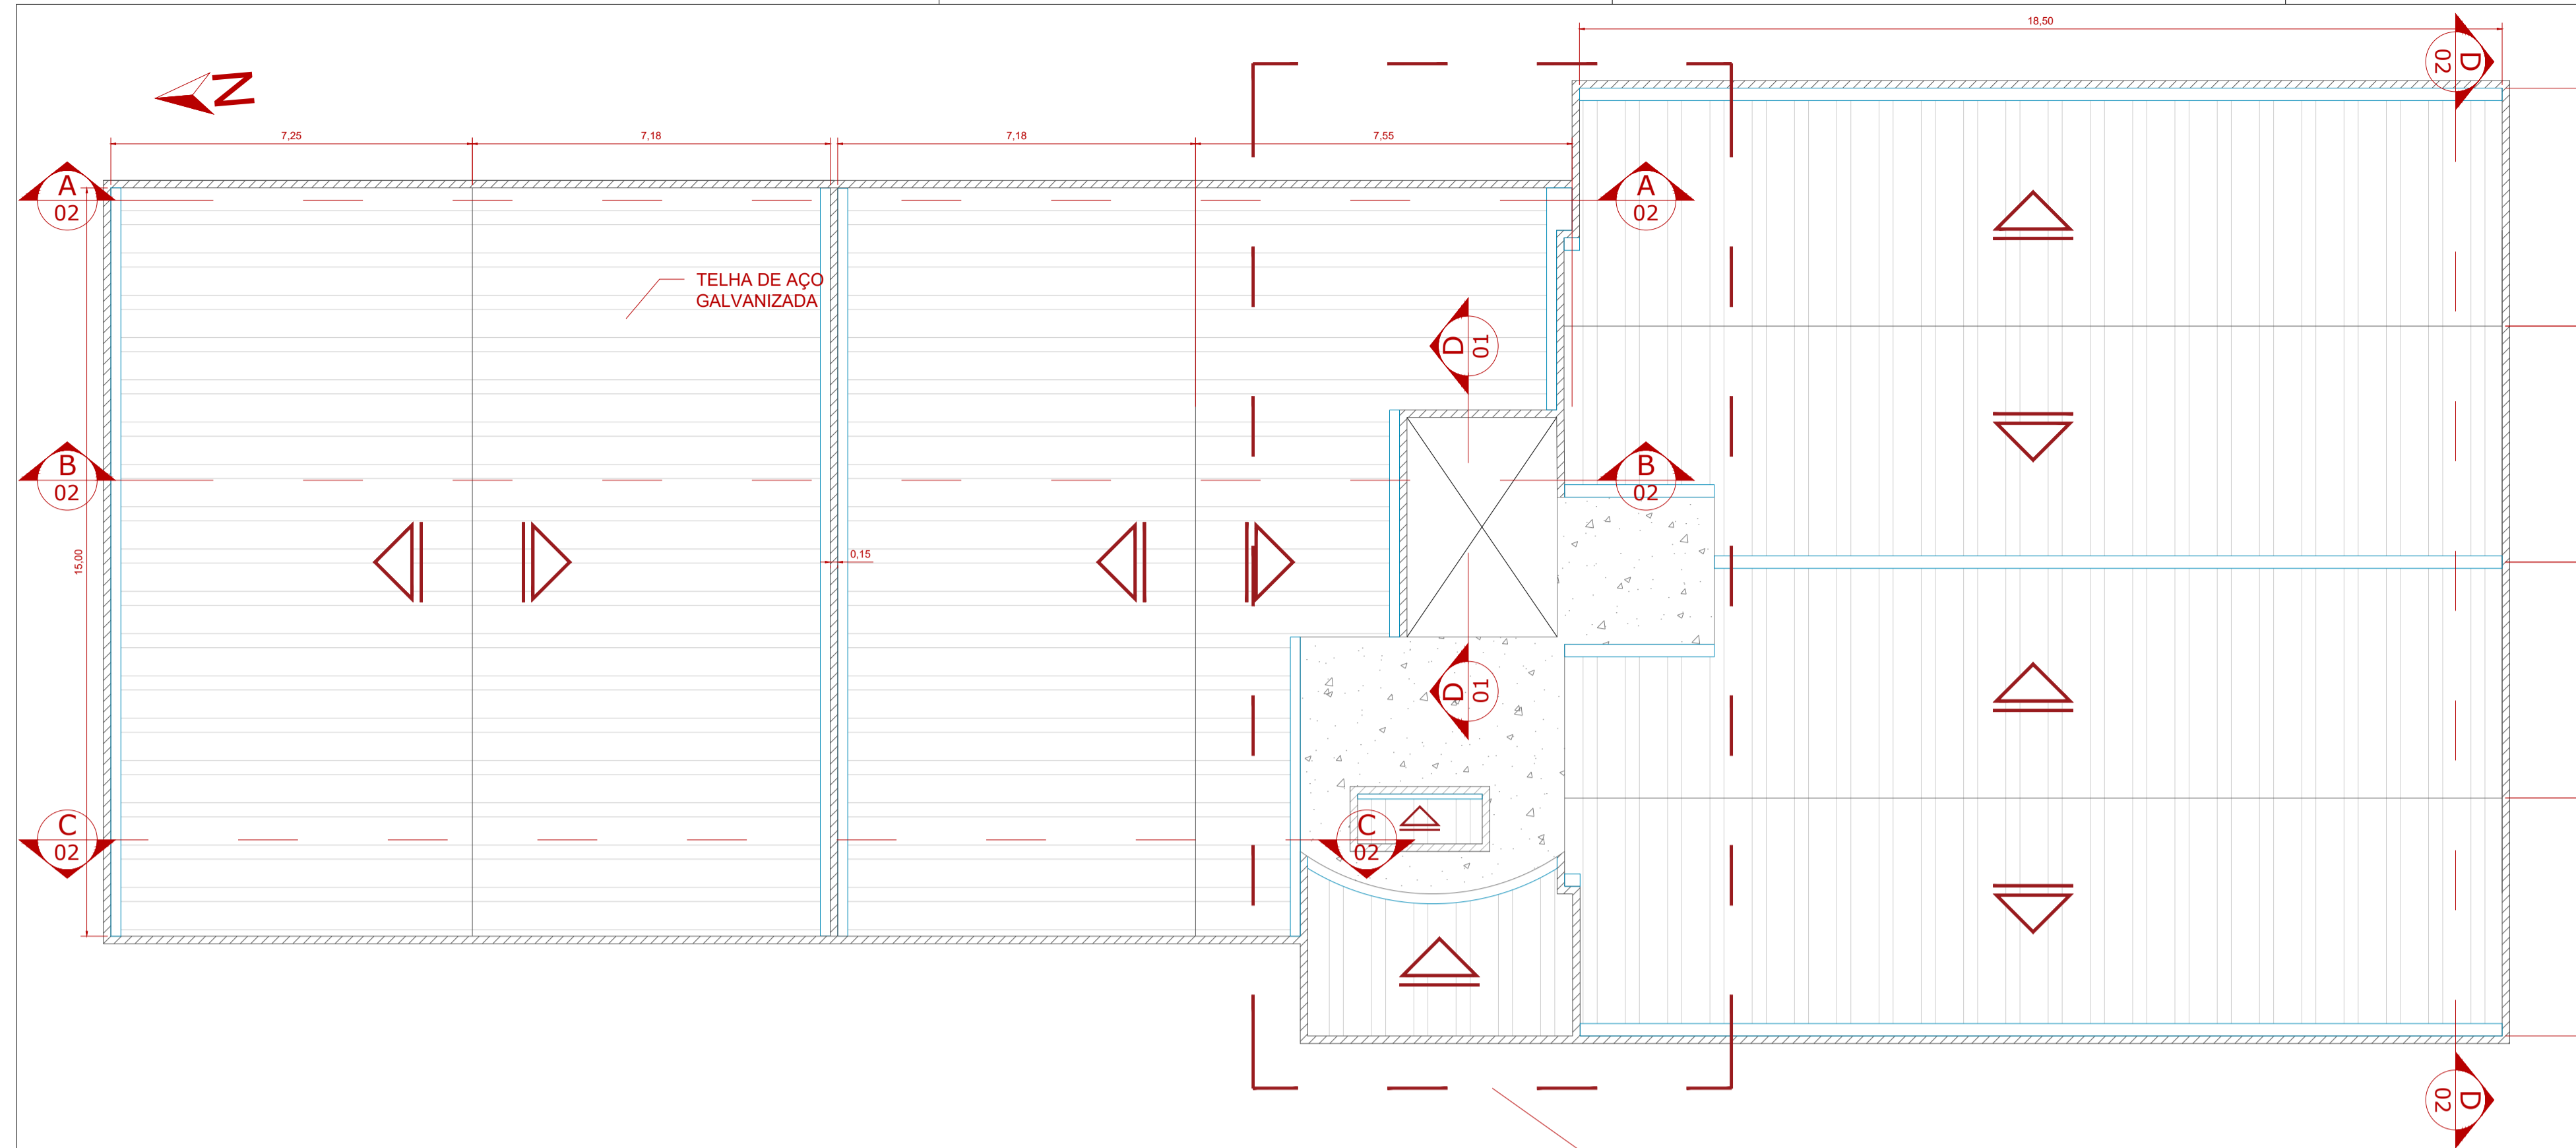 18,50
D
02
N
7,25
7,18
7,18
7,55
A
02
A
02
TELHA DE AÇO
GALVANIZADA
D
01
B
02
B
02
15,00
0,15
D
01
C
02
C
02
D
02